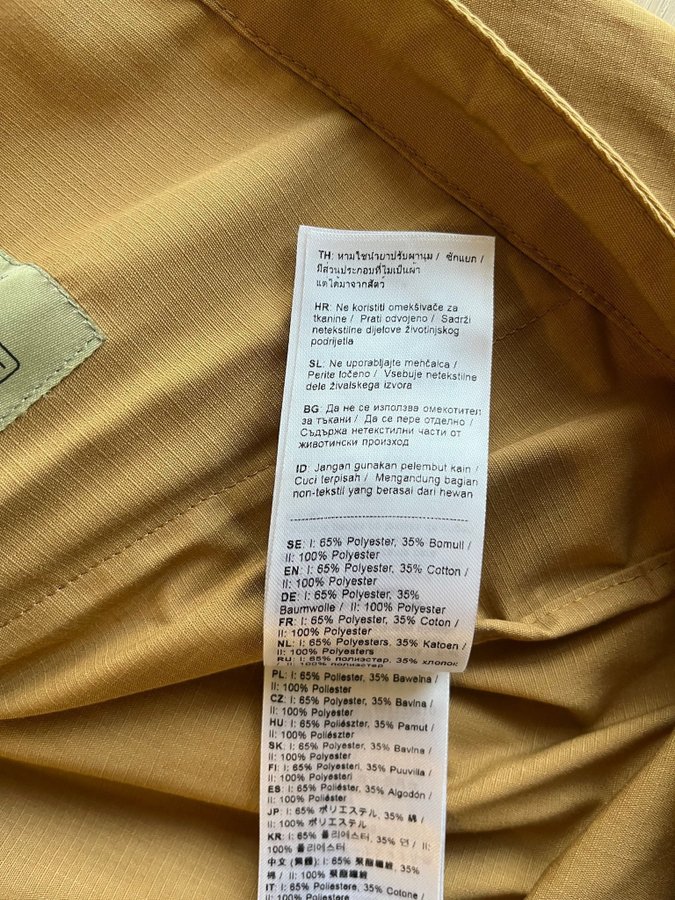 TH: หามใชน้ำยาปรับผานุม / ซักแยก /
มีสวนประกอบที่ไมเป็นผา
แตได้มาจากสัตว์
HR: Ne koristiti omekšivače za
tkanine / Prati odvojeno / Sadrži
netekstilne dijelove životinjskog
podrijetla
SL: Ne uporabljajte mehčalca /
Perite ločeno / Vsebuje netekstilne
dele živalskega izvora
BG: Да не се използва омекотител
за тъкани / Да се пере отделно /
Съдържа нетекстилни части от
животински произход
ID: Jangan gunakan pelembut kain /
Cuci terpisah / Mengandung bagian
non-tekstil yang berasal dari hewan
SE: I: 65% Polyester, 35% Bomull /
II: 100% Polyester
EN: I: 65% Polyester, 35% Cotton /
II: 100% Polyester
DE: I: 65% Polyester, 35%
Baumwolle / II: 100% Polyester
FR: I: 65% Polyester, 35% Coton /
II: 100% Polyester
NL: I: 65% Polyesters, 35% Katoen /
II: 100% Polyesters
RU: I: 65% полиэстер, 35% хлопок
/ II: 100% полиэстер
PL: I: 65% Poliester, 35% Bawełna /
II: 100% Poliester
CZ: I: 65% Polyester, 35% Bavlna /
II: 100% Polyester
HU: I: 65% Poliészter, 35% Pamut /
II: 100% Poliészter
SK: I: 65% Polyester, 35% Bavlna /
II: 100% Polyester
FI: I: 65% Polyesteri, 35% Puuvilla /
II: 100% Polyesteri
ES: I: 65% Poliéster, 35% Algodón /
II: 100% Poliéster
JP: I: 65% ポリエステル, 35% 綿 /
II: 100% ポリエステル
KR: I: 65% 폴리에스터, 35% 면 / II:
100% 폴리에스터
中文 (繁體): I: 65% 聚酯纖維, 35%
棉 / II: 100% 聚酯纖維
IT: I: 65% Poliestere, 35% Cotone /
II: 100% Poliestere